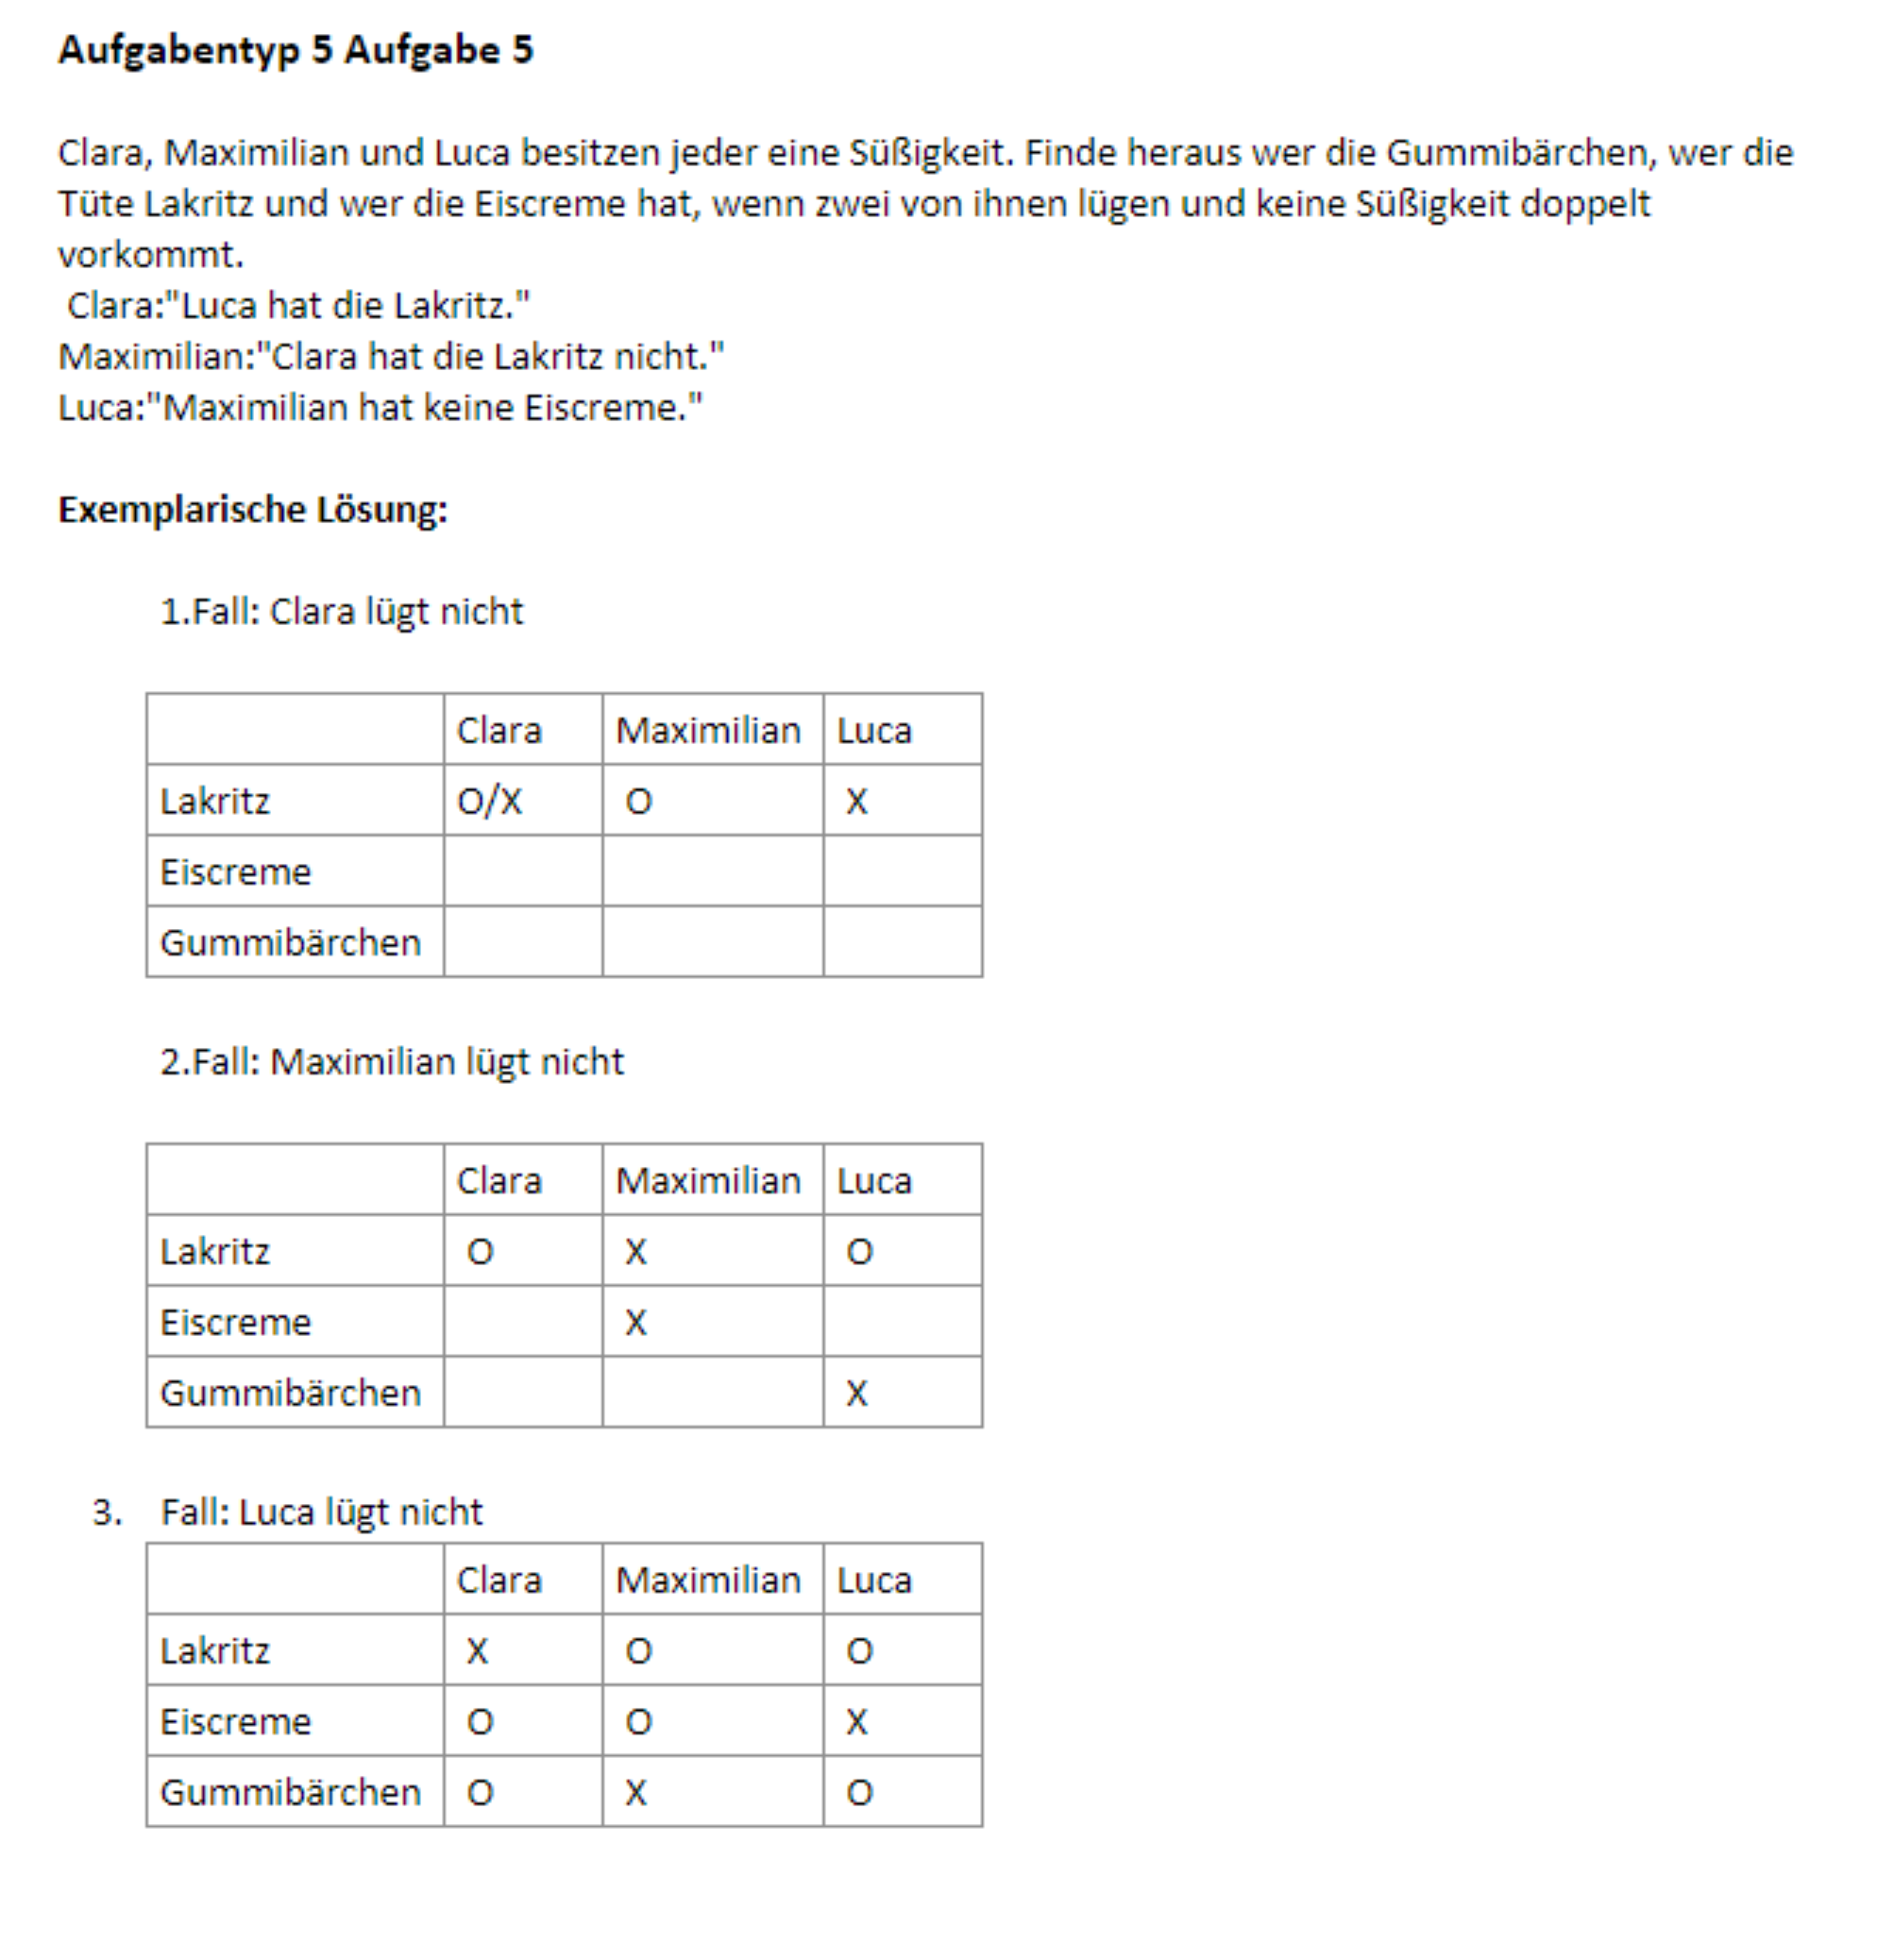 Aufgabentyp 5 Aufgabe 5
Clara, Maximilian und Luca besitzen jeder eine Süßigkeit. Finde heraus wer die Gummibärchen, wer die
Tüte Lakritz und wer die Eiscreme hat, wenn zwei von ihnen lügen und keine Süßigkeit doppelt
vorkommt.
Clara:"Luca hat die Lakritz."
Maximilian:"Clara hat die Lakritz nicht."
Luca:"Maximilian hat keine Eiscreme."
Exemplarische Lösung:
1.Fall: Clara lügt nicht
Clara Maximilian Luca
Lakritz O/X O X
Eiscreme
Gummibärchen
2.Fall: Maximilian lügt nicht
Clara Maximilian Luca
Lakritz O X O
Eiscreme X
Gummibärchen X
3. Fall: Luca lügt nicht
Clara Maximilian Luca
Lakritz X O O
Eiscreme O O X
Gummibärchen O X O